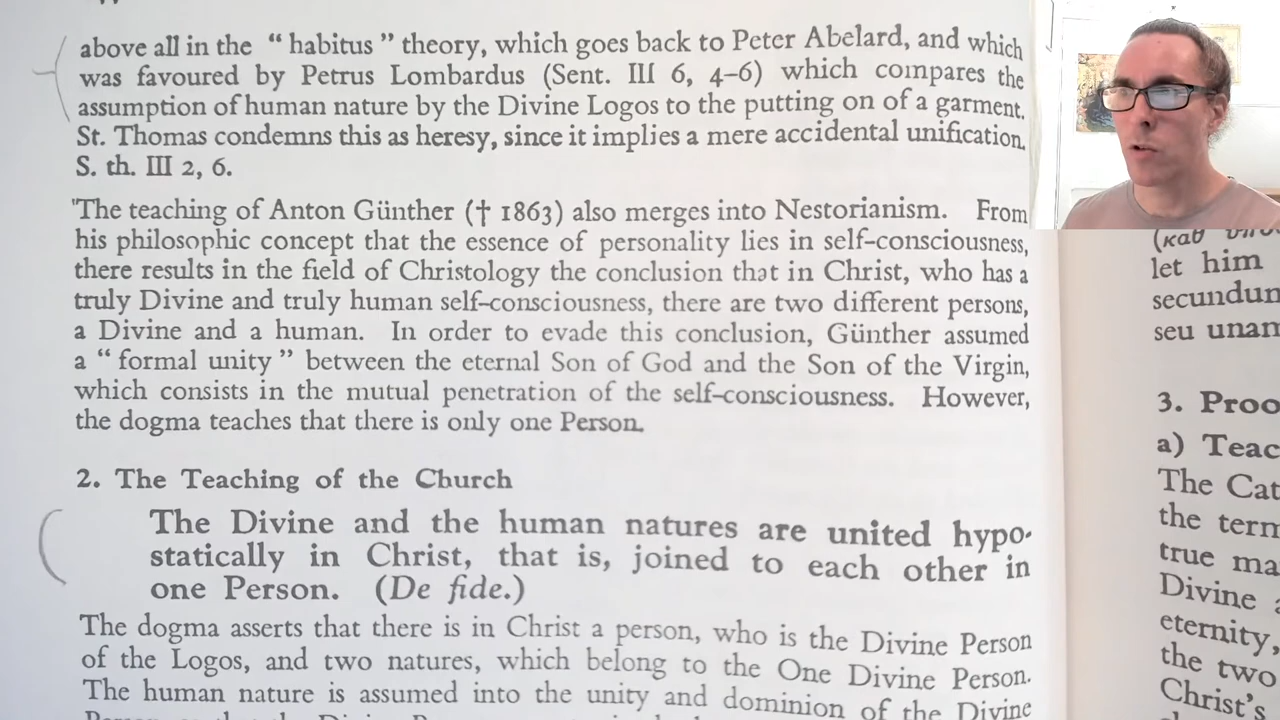 above all in the “ habitus ” theory, which goes back to Peter Abelard, and which
was favoured by Petrus Lombardus (Sent. III 6, 4–6) which compares the
assumption of human nature by the Divine Logos to the putting on of a garment.
St. Thomas condemns this as heresy, since it implies a mere accidental unification.
S. th. III 2, 6.
The teaching of Anton Günther († 1863) also merges into Nestorianism. From
his philosophic concept that the essence of personality lies in self-consciousness,
there results in the field of Christology the conclusion that in Christ, who has a
truly Divine and truly human self-consciousness, there are two different persons,
a Divine and a human. In order to evade this conclusion, Günther assumed
a “ formal unity ” between the eternal Son of God and the Son of the Virgin,
which consists in the mutual penetration of the self-consciousness. However,
the dogma teaches that there is only one Person.
2. The Teaching of the Church
The Divine and the human natures are united hypo-
statically in Christ, that is, joined to each other in
one Person. (De fide.)
The dogma asserts that there is in Christ a person, who is the Divine Person
of the Logos, and two natures, which belong to the One Divine Person.
The human nature is assumed into the unity and dominion of the Divine
let him
secundun
seu unan
3. Proo
a) Teac
The Cat
the term
true ma
Divine
eternity,
the two
Christ's